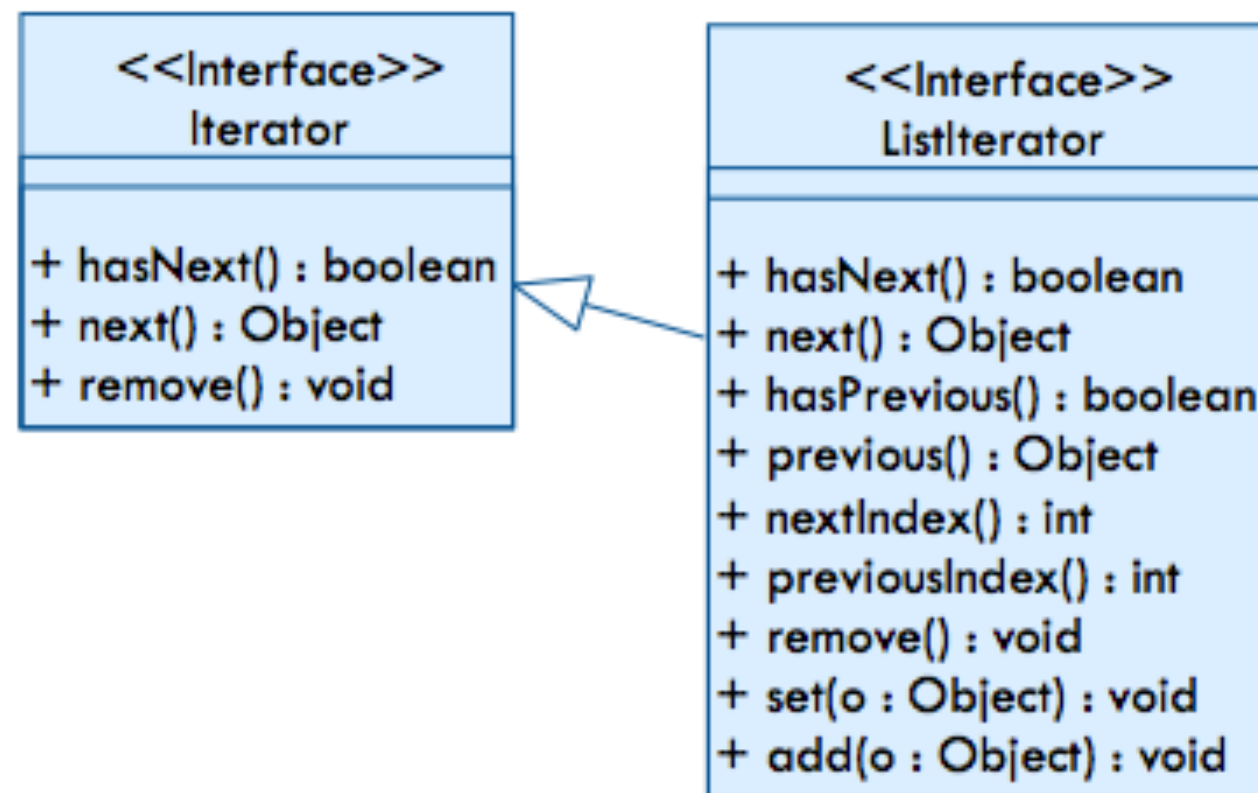 <<Interface>>
Iterator
+ hasNext() : boolean
+ next() : Object
+ remove() : void
<<Interface>>
ListIterator
+ hasNext() : boolean
+ next() : Object
+ hasPrevious() : boolean
+ previous() : Object
+ nextIndex() : int
+ previousIndex() : int
+ remove() : void
+ set(o : Object) : void
+ add(o : Object) : void